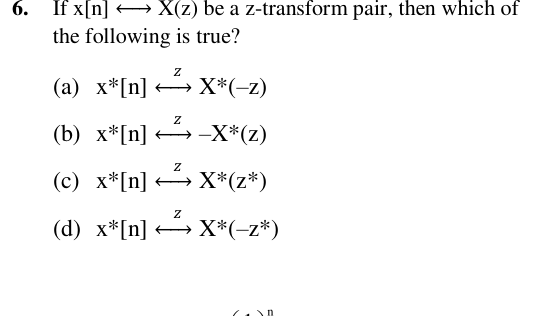 6. If x[n] ⟷ X(z) be a z-transform pair, then which of
the following is true?
(a) x*[n] ⟷ᶻ X*(–z)
(b) x*[n] ⟷ᶻ –X*(z)
(c) x*[n] ⟷ᶻ X*(z*)
(d) x*[n] ⟷ᶻ X*(–z*)